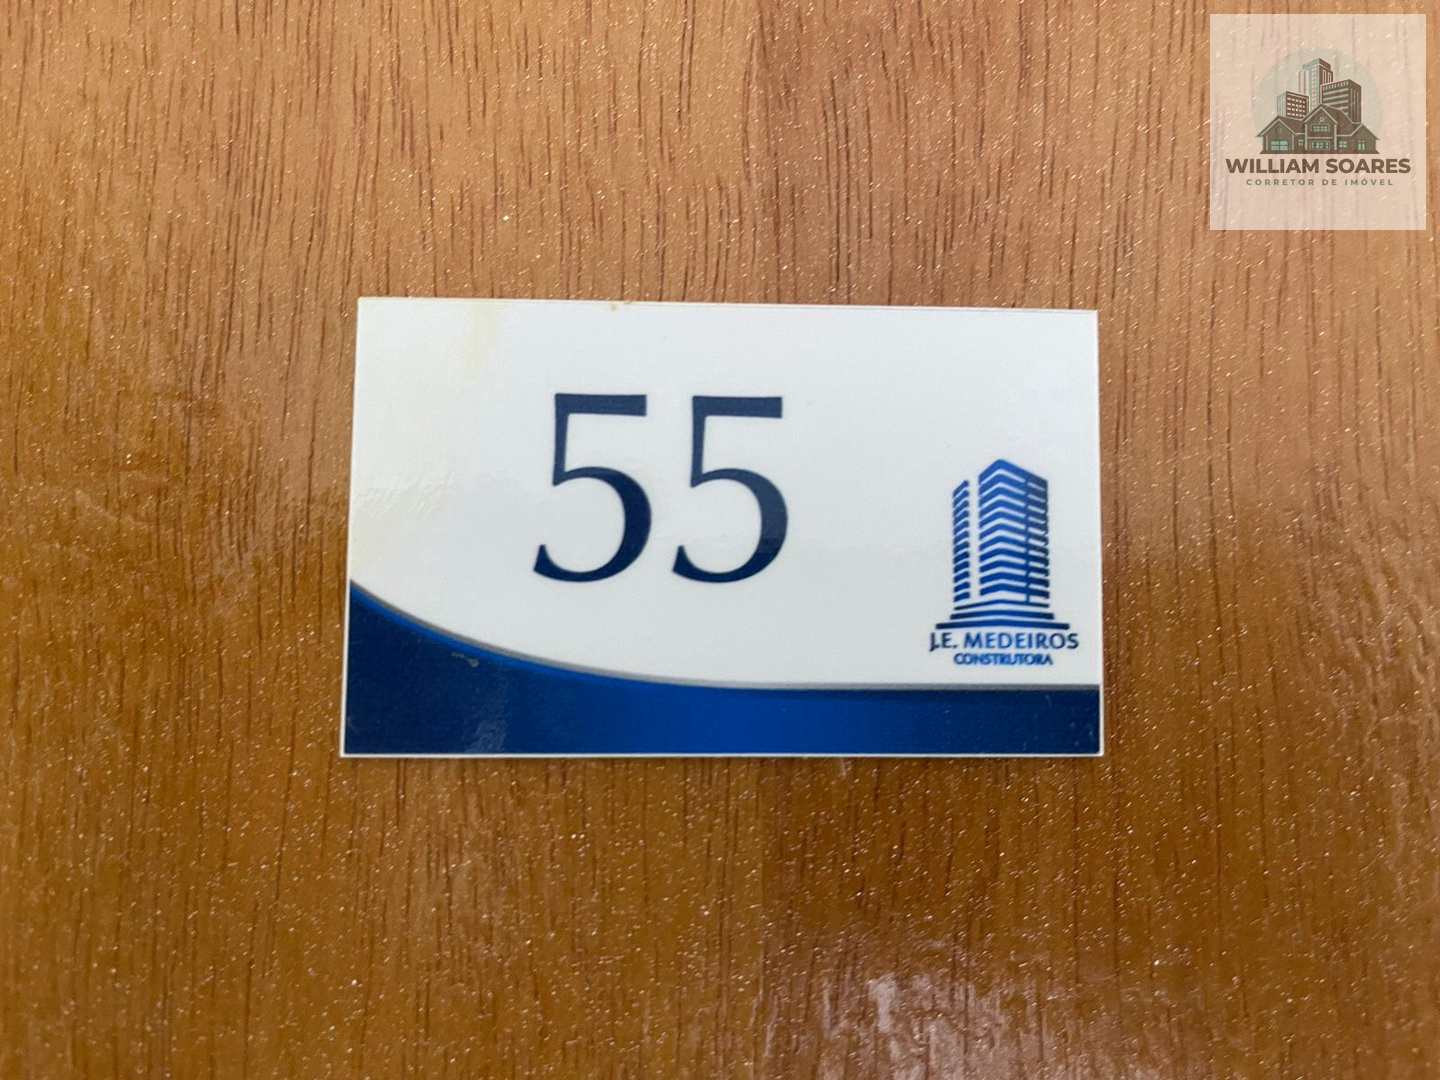 WILLIAM SOARES
CORRETOR DE IMÓVEL
55
J.E. MEDEIROS
CONSTRUTORA